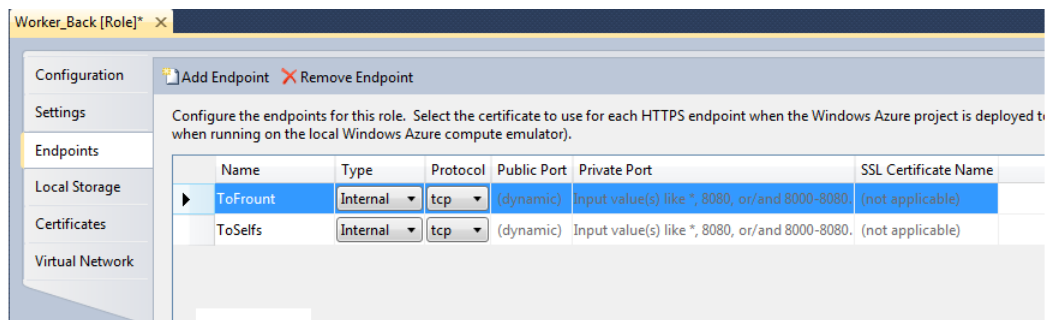 Worker_Back [Role]*
Configuration
Add Endpoint Remove Endpoint
Settings
Configure the endpoints for this role. Select the certificate to use for each HTTPS endpoint when the Windows Azure project is deployed t
when running on the local Windows Azure compute emulator).
Endpoints
Name Type Protocol Public Port Private Port SSL Certificate Name
Local Storage
ToFrount Internal tcp (dynamic) Input value(s) like *, 8080, or/and 8000-8080. (not applicable)
Certificates
ToSelfs Internal tcp (dynamic) Input value(s) like *, 8080, or/and 8000-8080. (not applicable)
Virtual Network